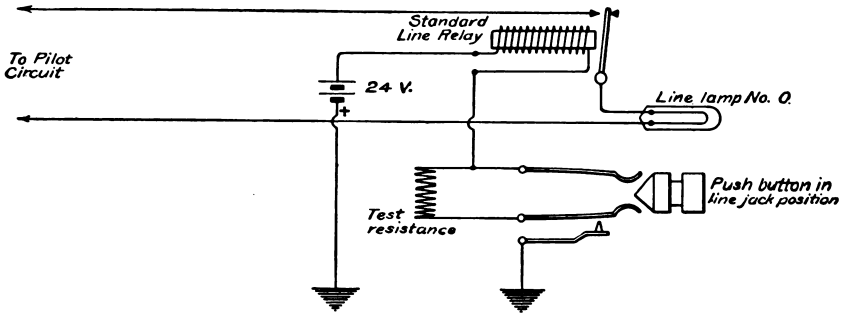 Standard
Line Relay
To Pilot
Circuit
24 V.
+
Line lamp No. 0.
Push button in
line jack position
Test
resistance